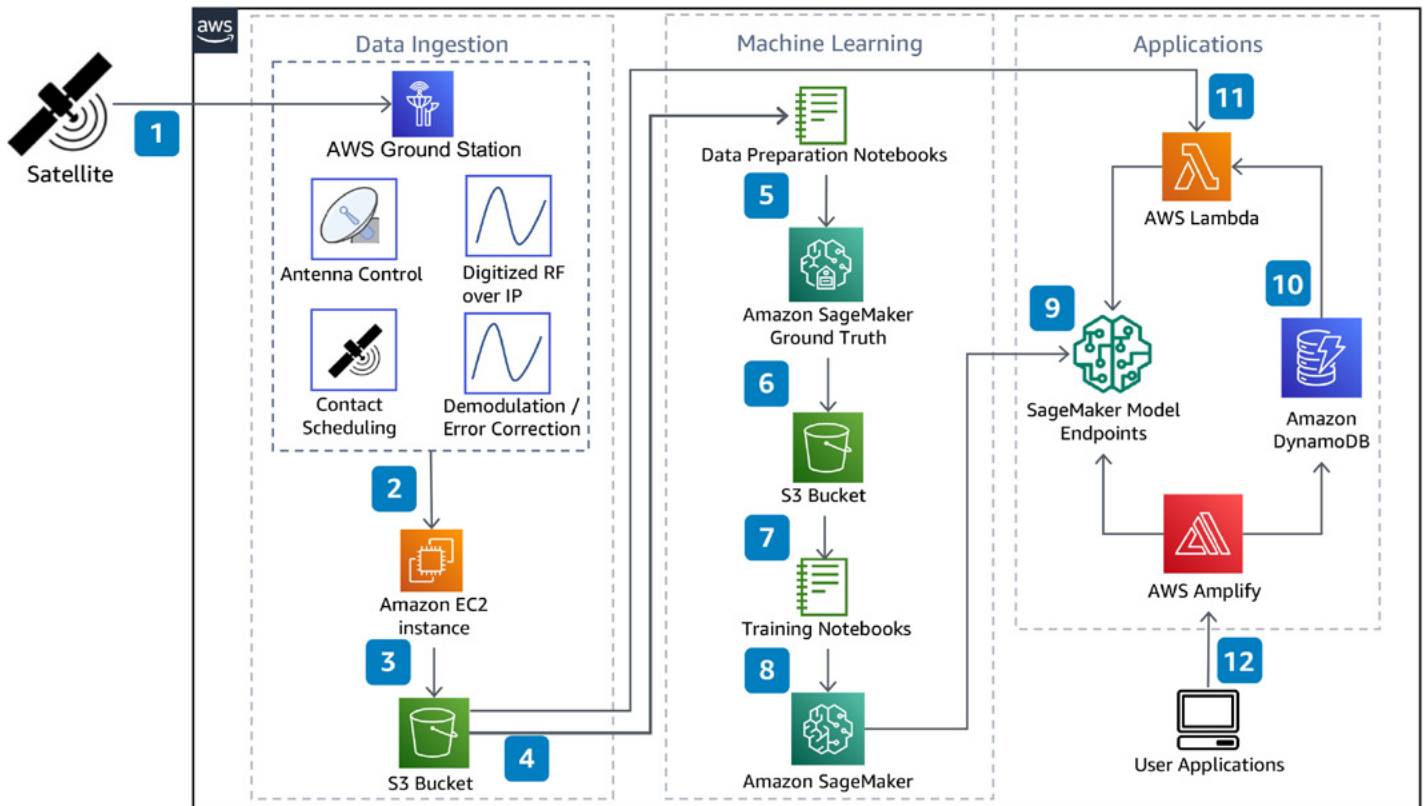 aws
Data Ingestion
Machine Learning
Applications
1
Satellite
AWS Ground Station
Antenna Control
Digitized RF
over IP
Contact
Scheduling
Demodulation /
Error Correction
2
Amazon EC2
instance
3
S3 Bucket
4
Data Preparation Notebooks
5
Amazon SageMaker
Ground Truth
6
S3 Bucket
7
Training Notebooks
8
Amazon SageMaker
11
AWS Lambda
9
SageMaker Model
Endpoints
10
Amazon
DynamoDB
AWS Amplify
12
User Applications